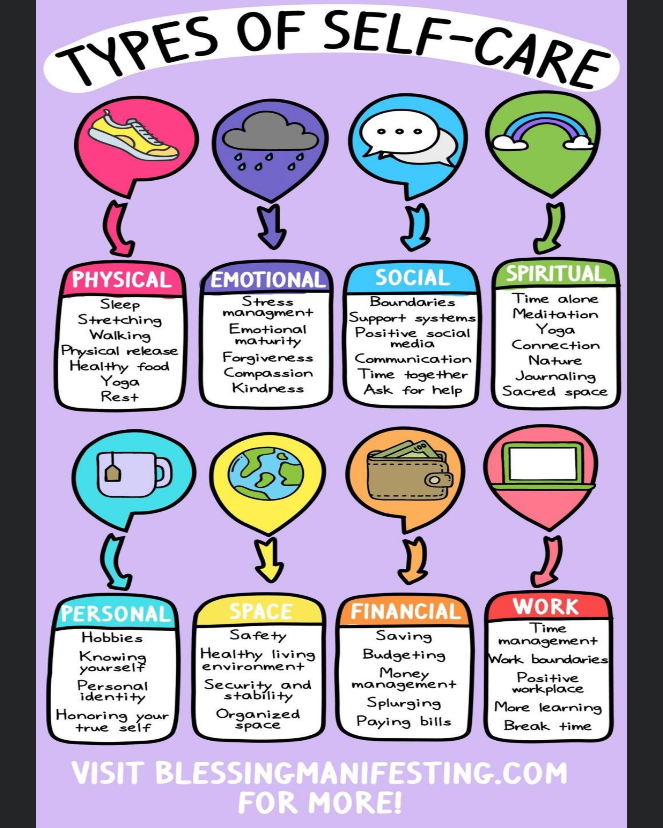 TYPES OF SELF-CARE
PHYSICAL
Sleep
Stretching
Walking
Physical release
Healthy food
Yoga
Rest
EMOTIONAL
Stress
managment
Emotional
maturity
Forgiveness
Compassion
Kindness
SOCIAL
Boundaries
Support systems
Positive social
media
Communication
Time together
Ask for help
SPIRITUAL
Time alone
Meditation
Yoga
Connection
Nature
Journaling
Sacred space
PERSONAL
Hobbies
Knowing
yourself
Personal
identity
Honoring your
true self
SPACE
Safety
Healthy living
environment
Security and
stability
Organized
space
FINANCIAL
Saving
Budgeting
Money
management
Splurging
Paying bills
WORK
Time
management
Work boundaries
Positive
workplace
More learning
Break time
VISIT BLESSINGMANIFESTING.COM
FOR MORE!